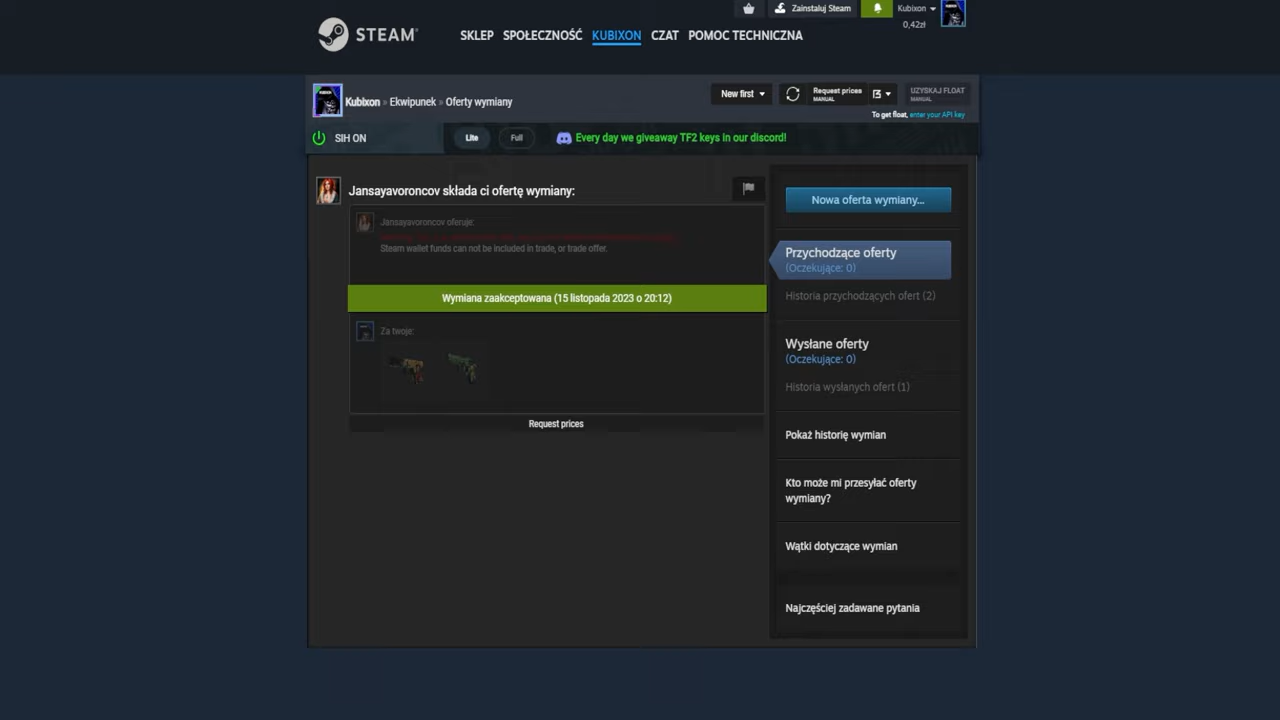 Zainstaluj Steam
Kubixon
0,42zł
STEAM
SKLEP SPOŁECZNOŚĆ KUBIXON CZAT POMOC TECHNICZNA
Kubixon » Ekwipunek » Oferty wymiany
New first
Request prices
MANUAL
UZYSKAJ FLOAT
MANUAL
To get float, enter your API key
SIH ON
Lite
Full
Every day we giveaway TF2 keys in our discord!
Jansayavoroncov składa ci ofertę wymiany:
Jansayavoroncov oferuje:
Steam wallet funds can not be included in trade, or trade offer.
Wymiana zaakceptowana (15 listopada 2023 o 20:12)
Za twoje:
Request prices
Nowa oferta wymiany...
Przychodzące oferty
(Oczekujące: 0)
Historia przychodzących ofert (2)
Wysłane oferty
(Oczekujące: 0)
Historia wysłanych ofert (1)
Pokaż historię wymian
Kto może mi przesyłać oferty
wymiany?
Wątki dotyczące wymian
Najczęściej zadawane pytania